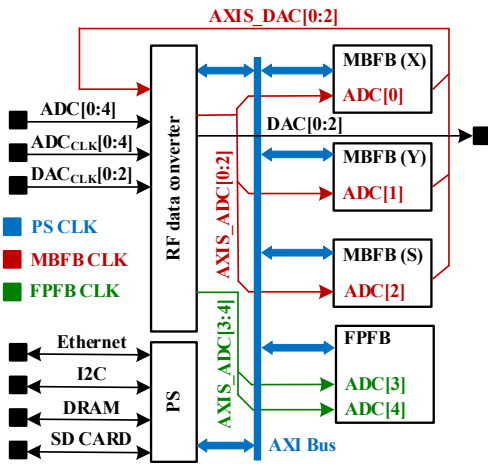 AXIS_DAC[0:2]
MBFB (X)
ADC[0]
ADC[0:4]
ADCCLK[0:4]
DACCLK[0:2]
RF data converter
DAC[0:2]
AXIS_ADC[0:2]
MBFB (Y)
ADC[1]
PS CLK
MBFB CLK
FPFB CLK
MBFB (S)
ADC[2]
AXIS_ADC[3:4]
FPFB
ADC[3]
ADC[4]
Ethernet
I2C
DRAM
SD CARD
PS
AXI Bus